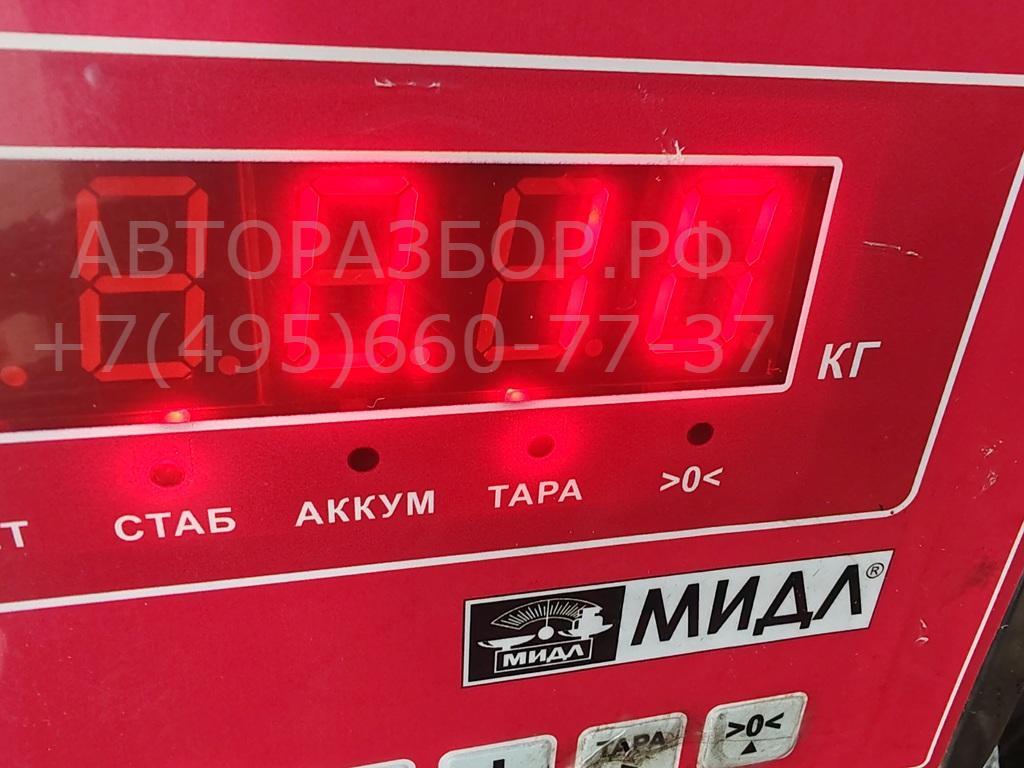 АВТОРАЗБОР.РФ
+7(495)660-77-37
КГ
СТАБ
АККУМ
ТАРА
>0<
МИДЛ
МИДЛ®
ТАРА
>0<